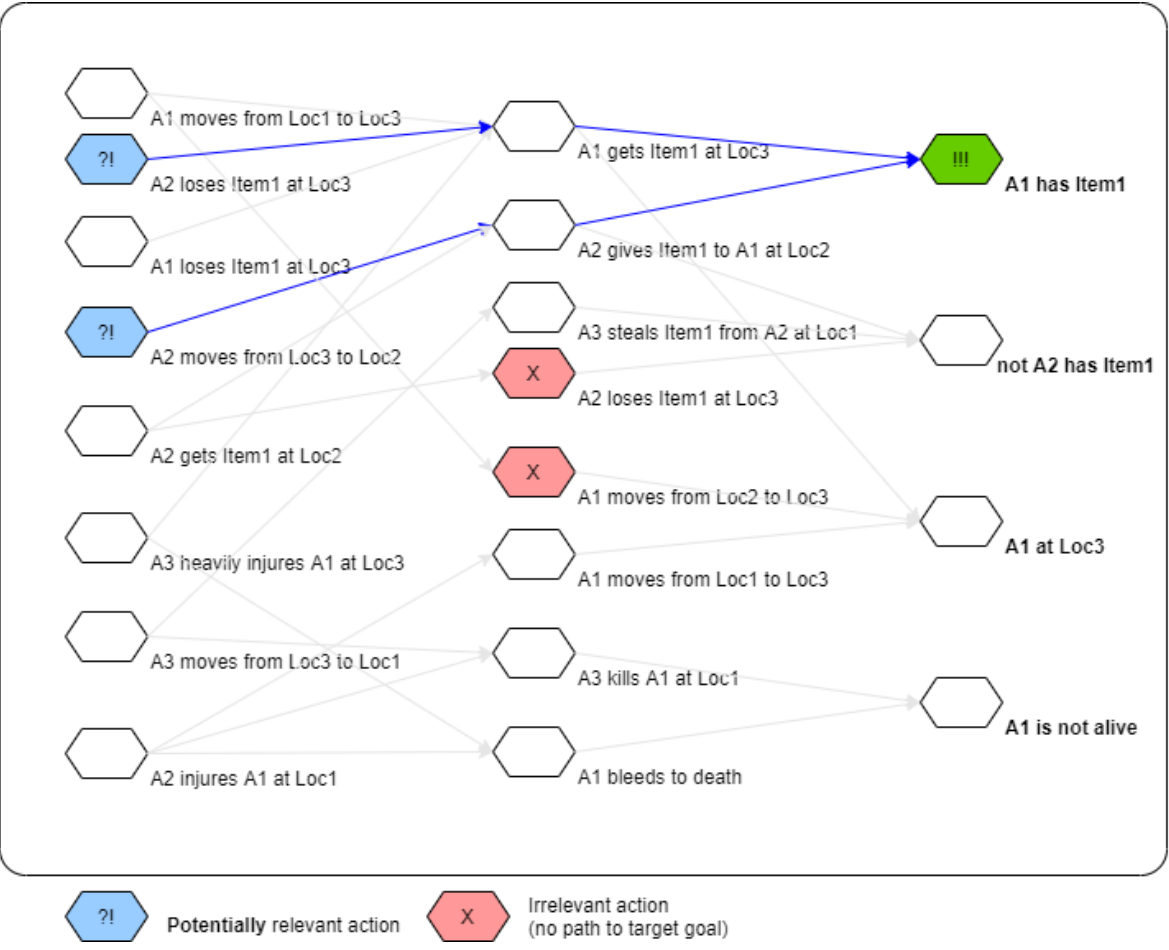 A1 moves from Loc1 to Loc3
?!
A2 loses Item1 at Loc3
A1 loses Item1 at Loc3
?!
A2 moves from Loc3 to Loc2
A2 gets Item1 at Loc2
A3 heavily injures A1 at Loc3
A3 moves from Loc3 to Loc1
A2 injures A1 at Loc1
A1 gets Item1 at Loc3
A2 gives Item1 to A1 at Loc2
A3 steals Item1 from A2 at Loc1
X
A2 loses Item1 at Loc3
X
A1 moves from Loc2 to Loc3
A1 moves from Loc1 to Loc3
A3 kills A1 at Loc1
A1 bleeds to death
!!!
A1 has Item1
not A2 has Item1
A1 at Loc3
A1 is not alive
?!
Potentially relevant action
X
Irrelevant action
(no path to target goal)